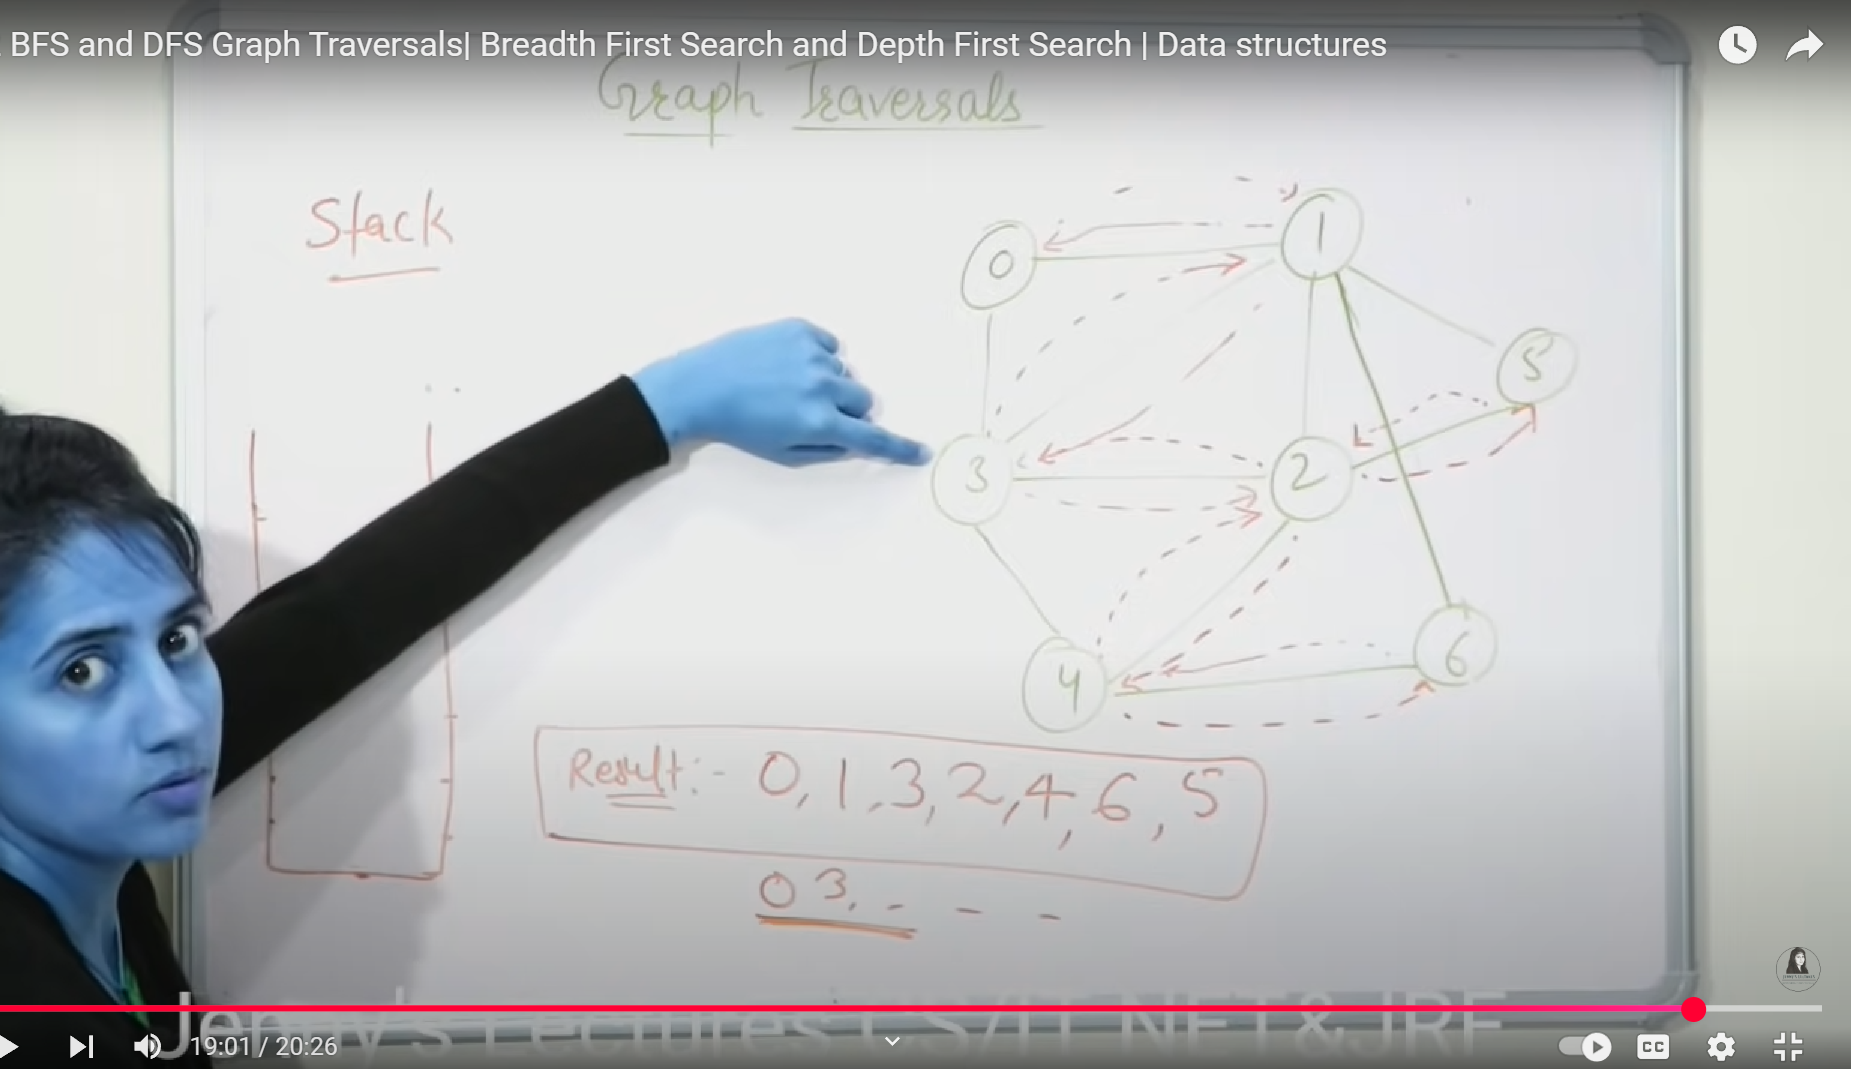 BFS and DFS Graph Traversals| Breadth First Search and Depth First Search | Data structures
Graph Traversals
Stack
0
1
5
3
2
4
6
Result:- 0, 1, 3, 2, 4, 6, 5
0 3, - - -
Jenny's Lectures CS/IT NET&JRF
19:01 / 20:26
CC